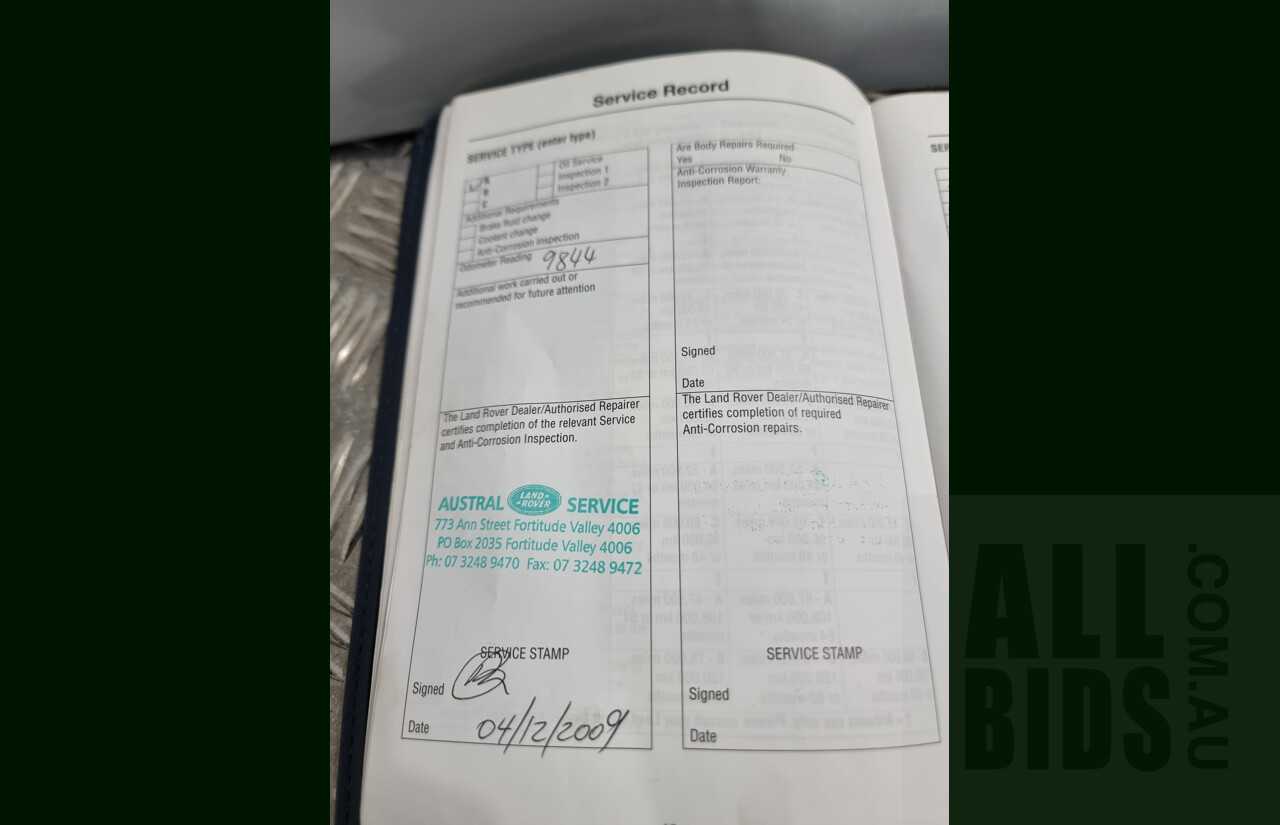 Service Record
SERVICE TYPE (enter type)
A
B
C
Oil Service
Inspection 1
Inspection 2
Additional Requirements
Brake fluid change
Coolant change
Anti-Corrosion inspection
Odometer Reading 9844
Additional work carried out or
recommended for future attention
The Land Rover Dealer/Authorised Repairer
certifies completion of the relevant Service
and Anti-Corrosion Inspection.
AUSTRAL LAND ROVER SERVICE
773 Ann Street Fortitude Valley 4006
PO Box 2035 Fortitude Valley 4006
Ph: 07 3248 9470 Fax: 07 3248 9472
SERVICE STAMP
Signed
Date 04/12/2009
Are Body Repairs Required
Yes No
Anti-Corrosion Warranty
Inspection Report:
Signed
Date
The Land Rover Dealer/Authorised Repairer
certifies completion of required
Anti-Corrosion repairs.
SERVICE STAMP
Signed
Date
SER
ALL
BIDS
.COM.AU